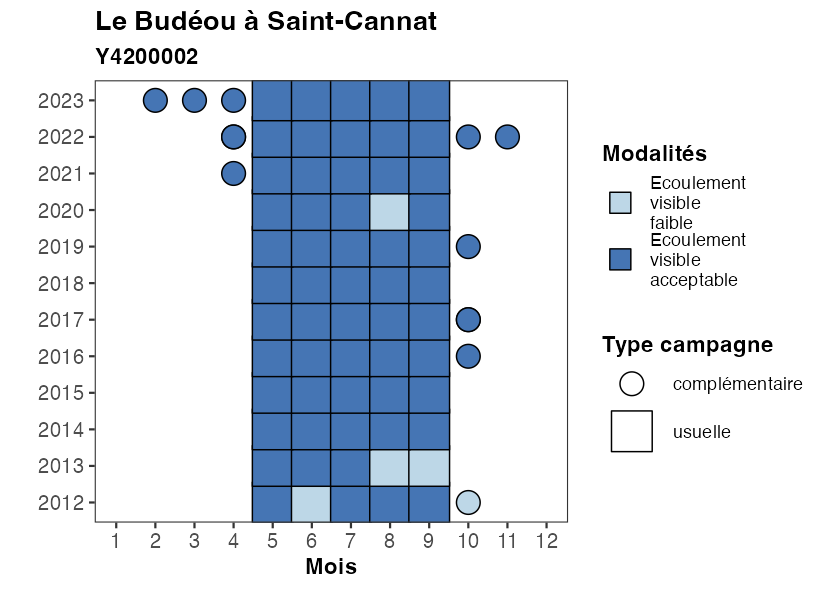 Le Budéou à Saint-Cannat
Y4200002
2023
2022
2021
2020
2019
2018
2017
2016
2015
2014
2013
2012
1 2 3 4 5 6 7 8 9 10 11 12
Mois
Modalités
Ecoulement
visible
faible
Ecoulement
visible
acceptable
Type campagne
complémentaire
usuelle